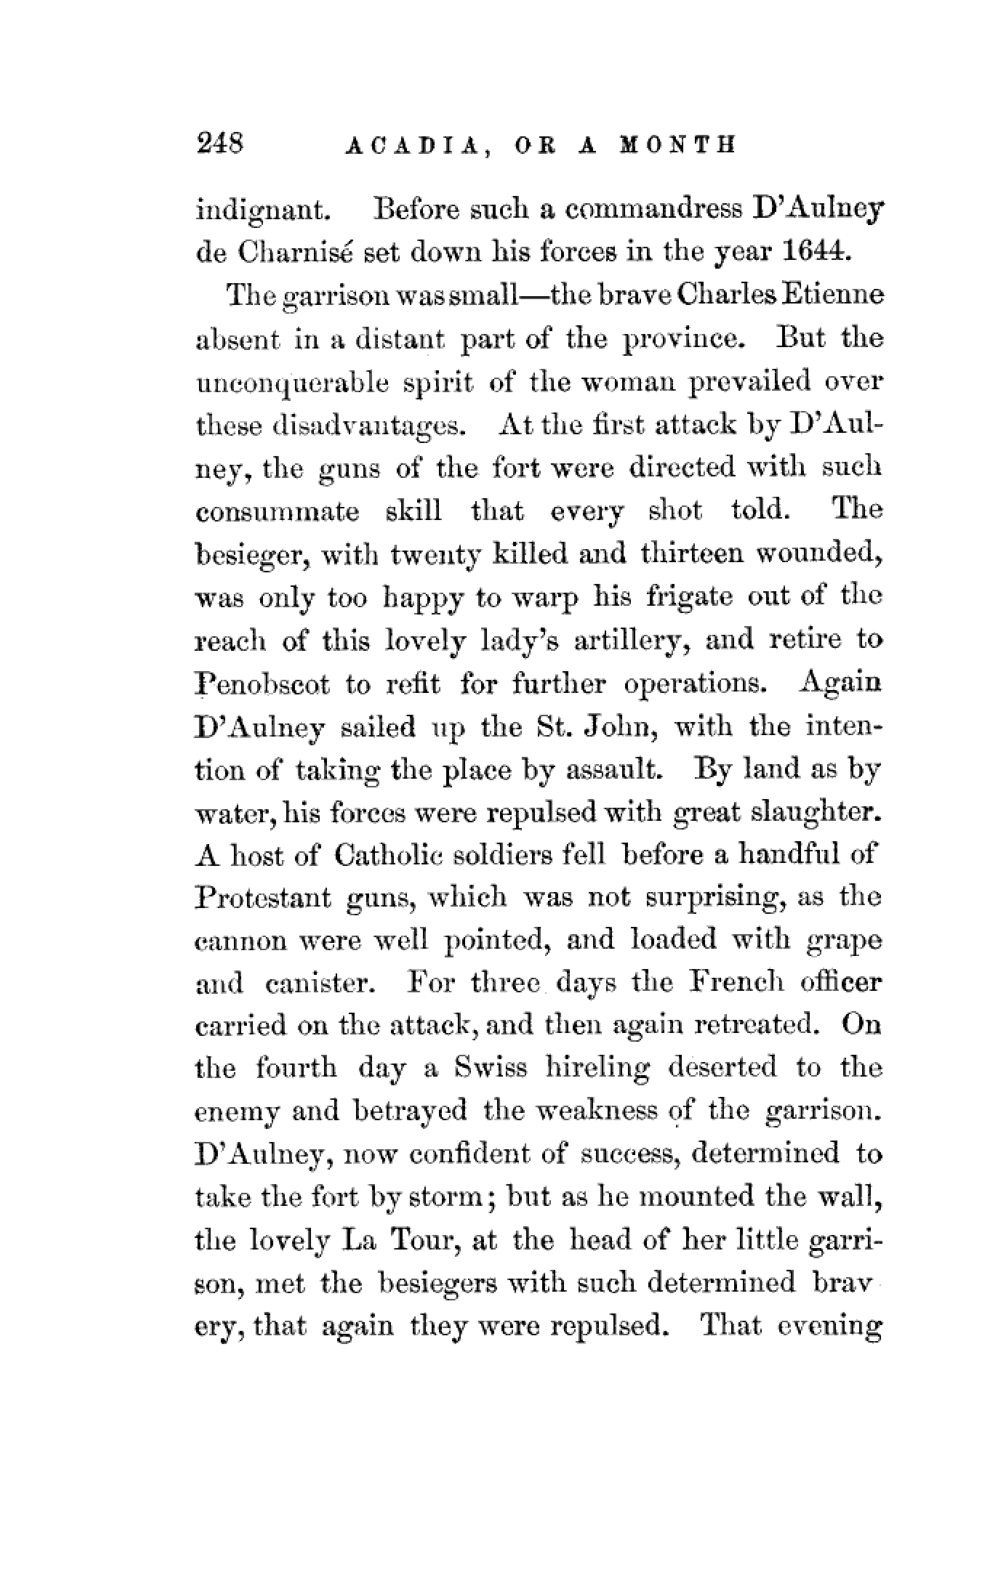 248 ACADIA, OR A MONTH
indignant. Before such a commandress D'Aulney
de Charnisé set down his forces in the year 1644.
The garrison was small—the brave Charles Etienne
absent in a distant part of the province. But the
unconquerable spirit of the woman prevailed over
these disadvantages. At the first attack by D'Aul-
ney, the guns of the fort were directed with such
consummate skill that every shot told. The
besieger, with twenty killed and thirteen wounded,
was only too happy to warp his frigate out of the
reach of this lovely lady's artillery, and retire to
Penobscot to refit for further operations. Again
D'Aulney sailed up the St. John, with the inten-
tion of taking the place by assault. By land as by
water, his forces were repulsed with great slaughter.
A host of Catholic soldiers fell before a handful of
Protestant guns, which was not surprising, as the
cannon were well pointed, and loaded with grape
and canister. For three days the French officer
carried on the attack, and then again retreated. On
the fourth day a Swiss hireling deserted to the
enemy and betrayed the weakness of the garrison.
D'Aulney, now confident of success, determined to
take the fort by storm; but as he mounted the wall,
the lovely La Tour, at the head of her little garri-
son, met the besiegers with such determined brav
ery, that again they were repulsed. That evening